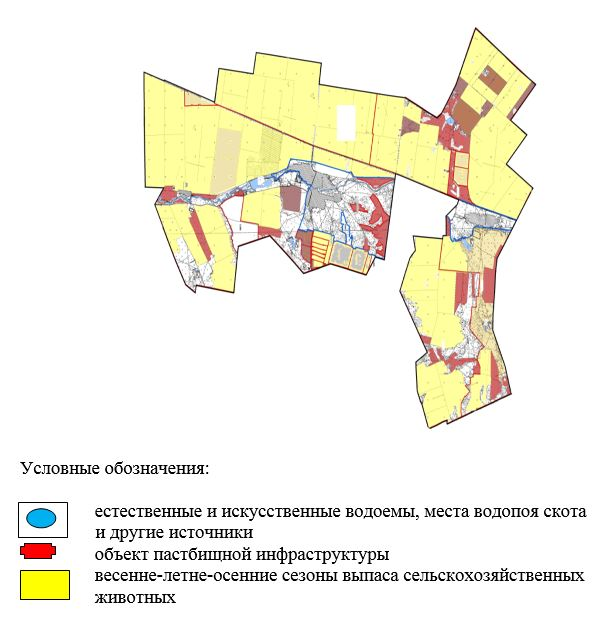 Условные обозначения:
естественные и искусственные водоемы, места водопоя скота
и другие источники
объект пастбищной инфраструктуры
весенне-летне-осенние сезоны выпаса сельскохозяйственных
животных